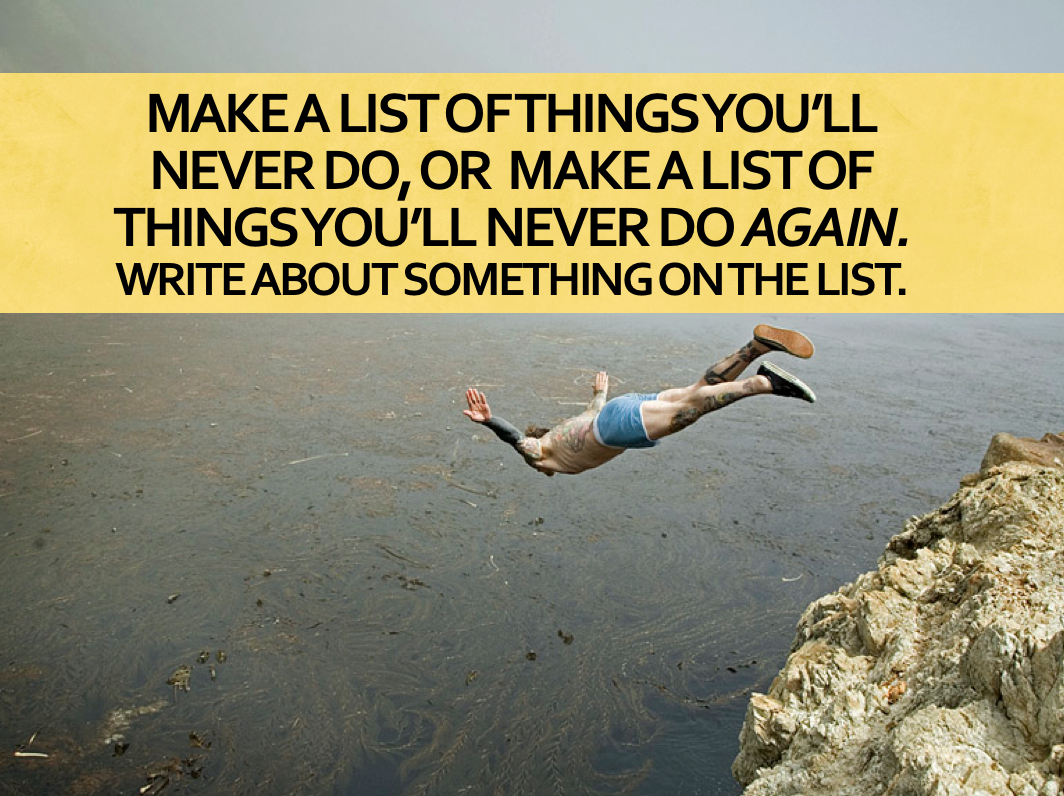 MAKE A LIST OF THINGS YOU'LL
NEVER DO, OR MAKE A LIST OF
THINGS YOU'LL NEVER DO AGAIN.
WRITE ABOUT SOMETHING ON THE LIST.